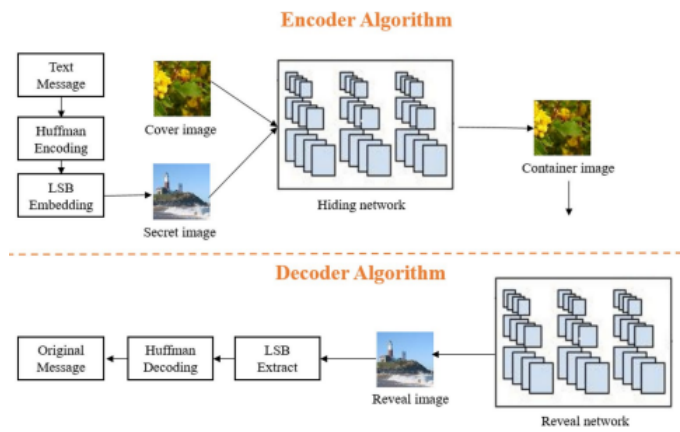 Encoder Algorithm
Text
Message
Huffman
Encoding
LSB
Embedding
Cover image
Secret image
Hiding network
Container image
Decoder Algorithm
Original
Message
Huffman
Decoding
LSB
Extract
Reveal image
Reveal network